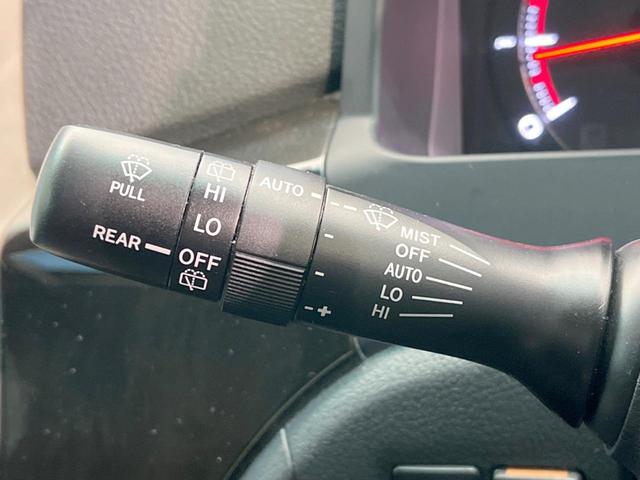 PULL
REAR
HI
LO
OFF
AUTO
- +
MIST
OFF
AUTO
LO
HI